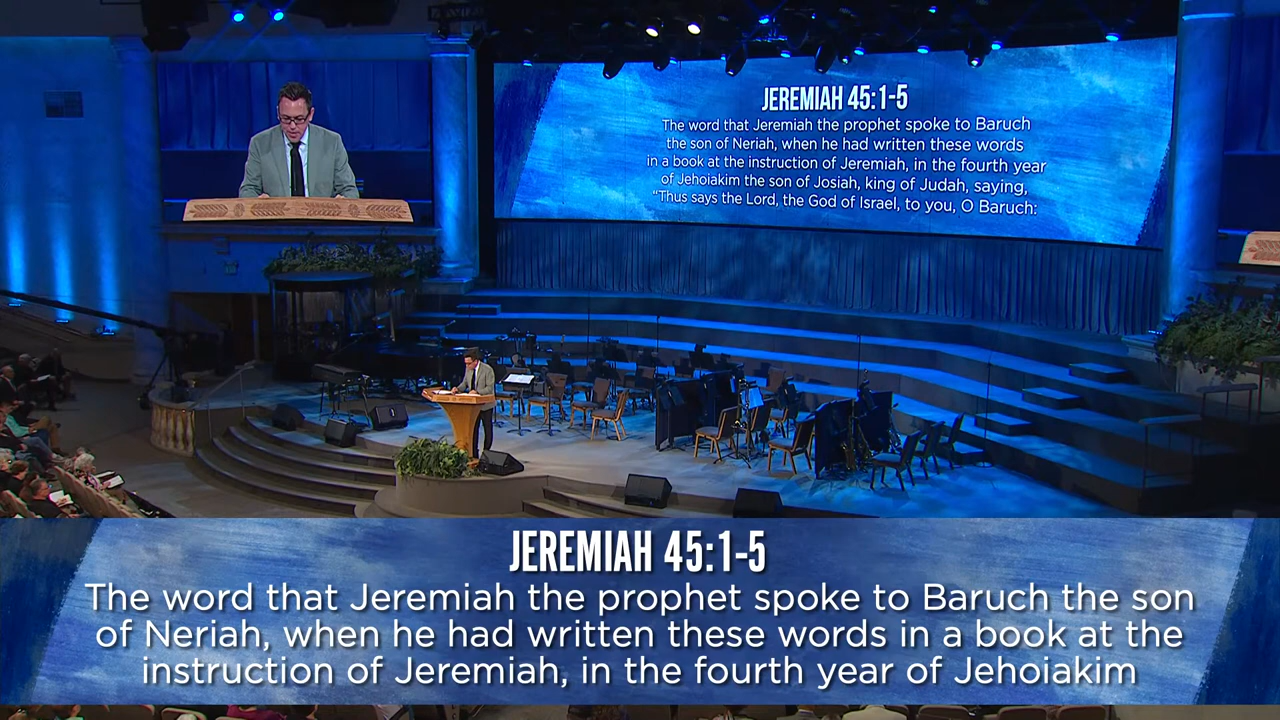 JEREMIAH 45:1-5
The word that Jeremiah the prophet spoke to Baruch
the son of Neriah, when he had written these words
in a book at the instruction of Jeremiah, in the fourth year
of Jehoiakim the son of Josiah, king of Judah, saying,
"Thus says the Lord, the God of Israel, to you, O Baruch:
JEREMIAH 45:1-5
The word that Jeremiah the prophet spoke to Baruch the son
of Neriah, when he had written these words in a book at the
instruction of Jeremiah, in the fourth year of Jehoiakim